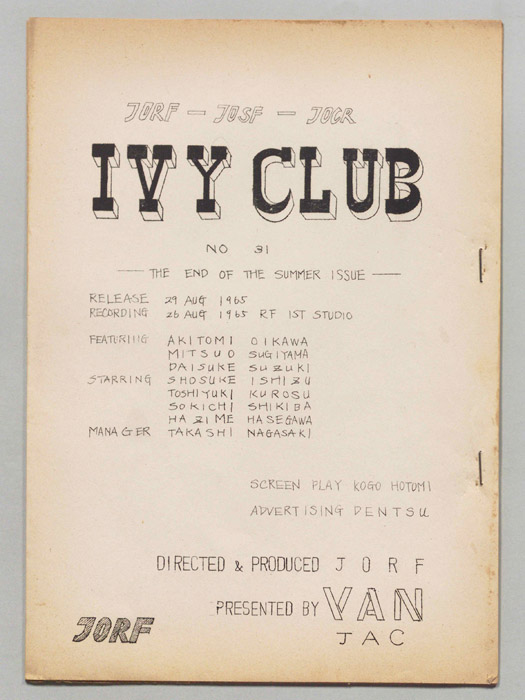 JORF — JOSF — JOCR
IVY CLUB
NO 31
— THE END OF THE SUMMER ISSUE —
RELEASE 29 AUG 1965
RECORDING 26 AUG 1965 RF 1ST STUDIO
FEATURING AKITOMI OIKAWA
MITSUO SUGIYAMA
DAISUKE SUZUKI
STARRING SHOSUKE ISHIZU
TOSHIYUKI KUROSU
SOKICHI SHIKIBA
HAZIME HASEGAWA
MANAGER TAKASHI NAGASAKI
SCREEN PLAY KOGO HOTOMI
ADVERTISING DENTSU
DIRECTED & PRODUCED JORF
PRESENTED BY VAN
JAC
JORF